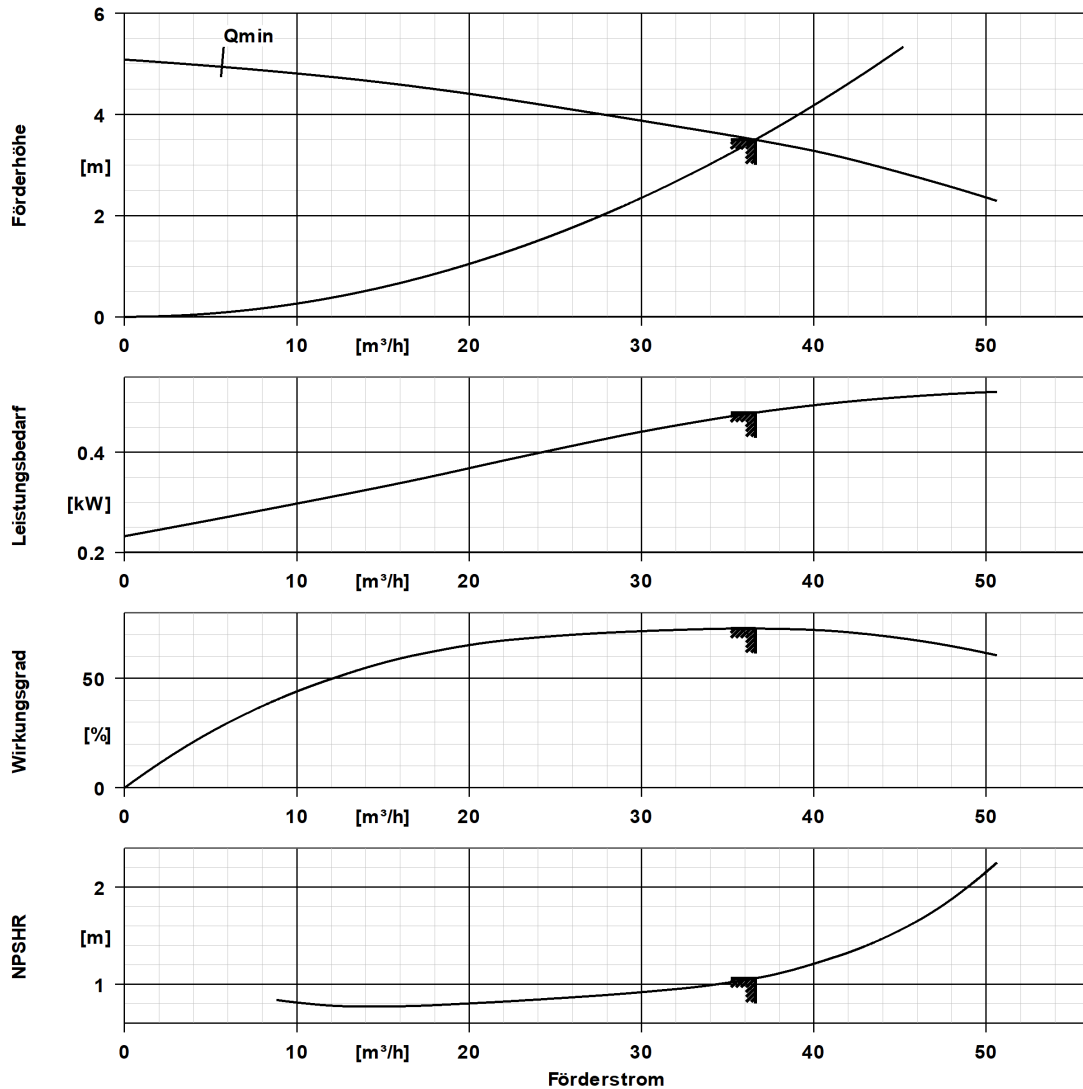 6
Qmin
4
Förderhöhe
[m]
2
0
0 10 [m³/h] 20 30 40 50
Leistungsbedarf
0.4
[kW]
0.2
0 10 [m³/h] 20 30 40 50
Wirkungsgrad
50
[%]
0
0 10 [m³/h] 20 30 40 50
NPSHR
2
[m]
1
0 10 [m³/h] 20 30 40 50
Förderstrom